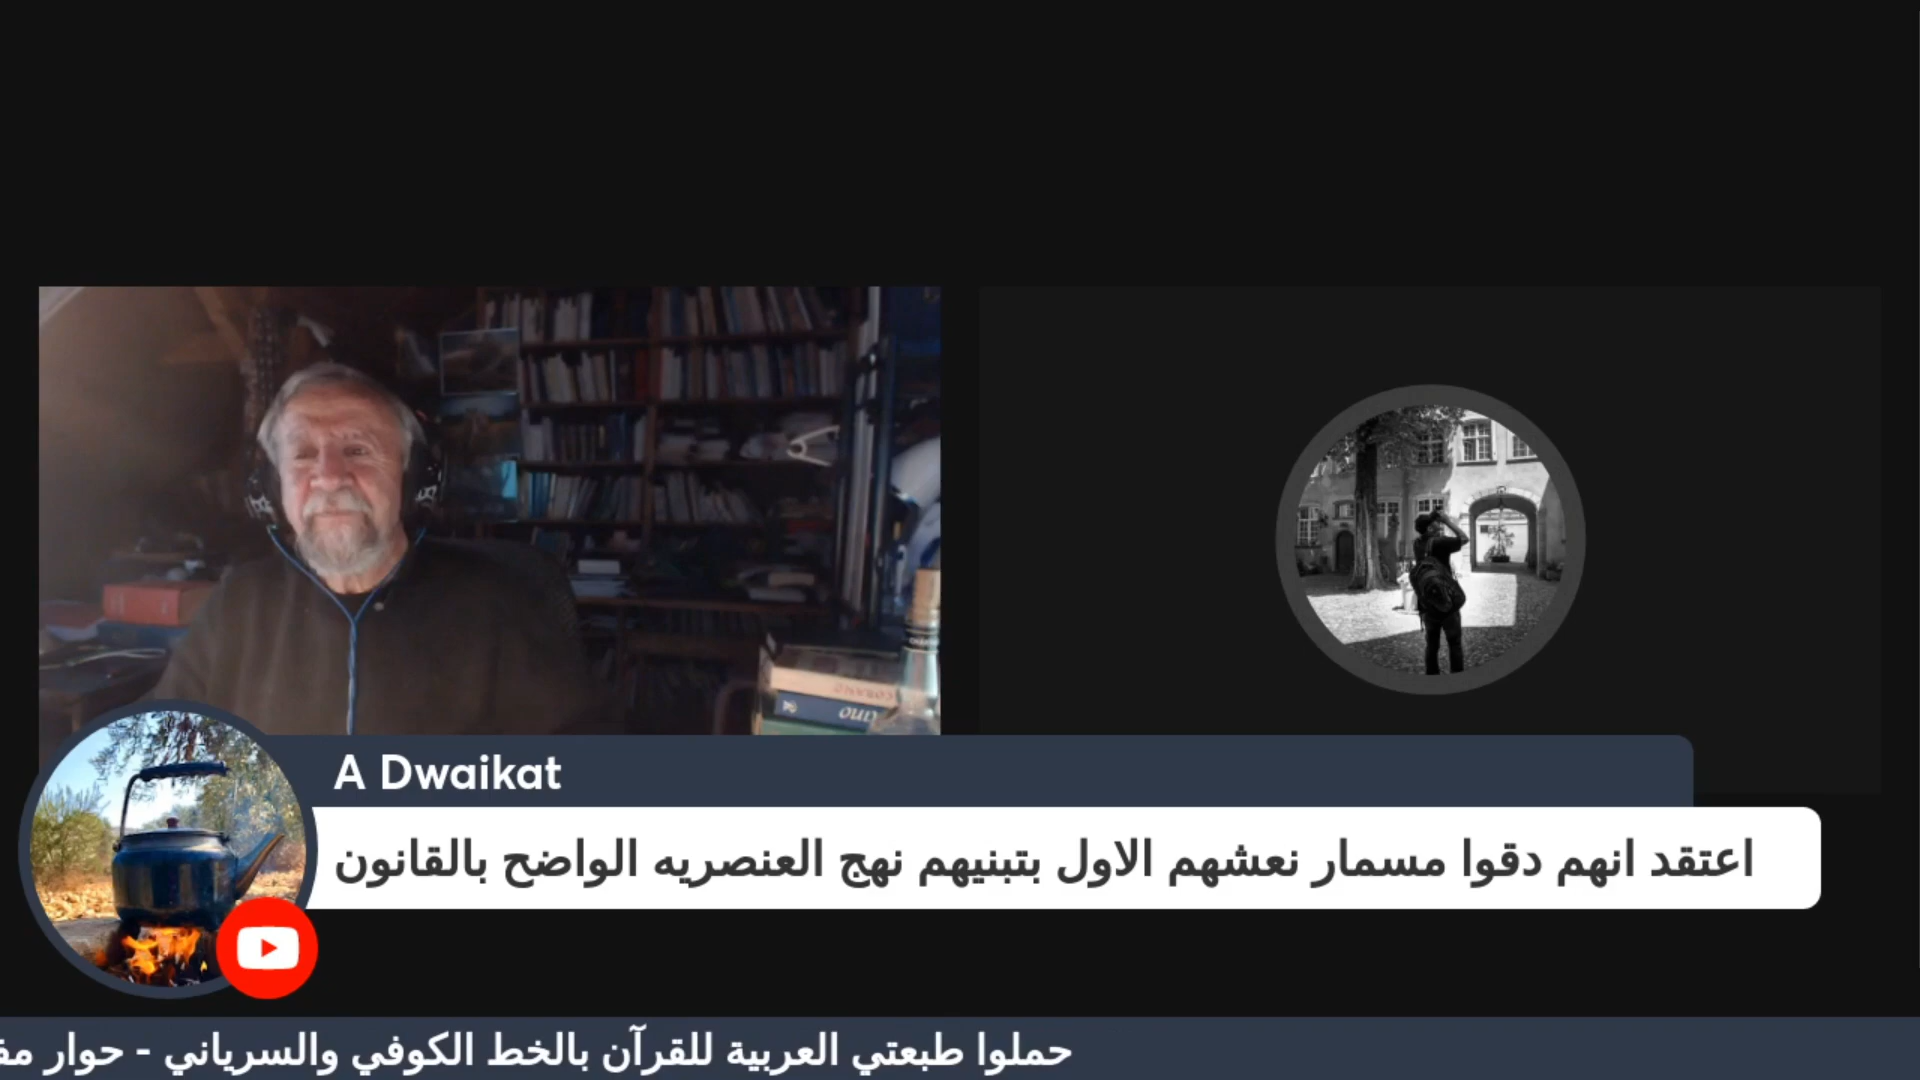 A Dwaikat
اعتقد انهم دقوا مسمار نعشهم الاول بتبنيهم نهج العنصريه الواضح بالقانون
حملوا طبعتي العربية للقرآن بالخط الكوفي والسرياني - حوار